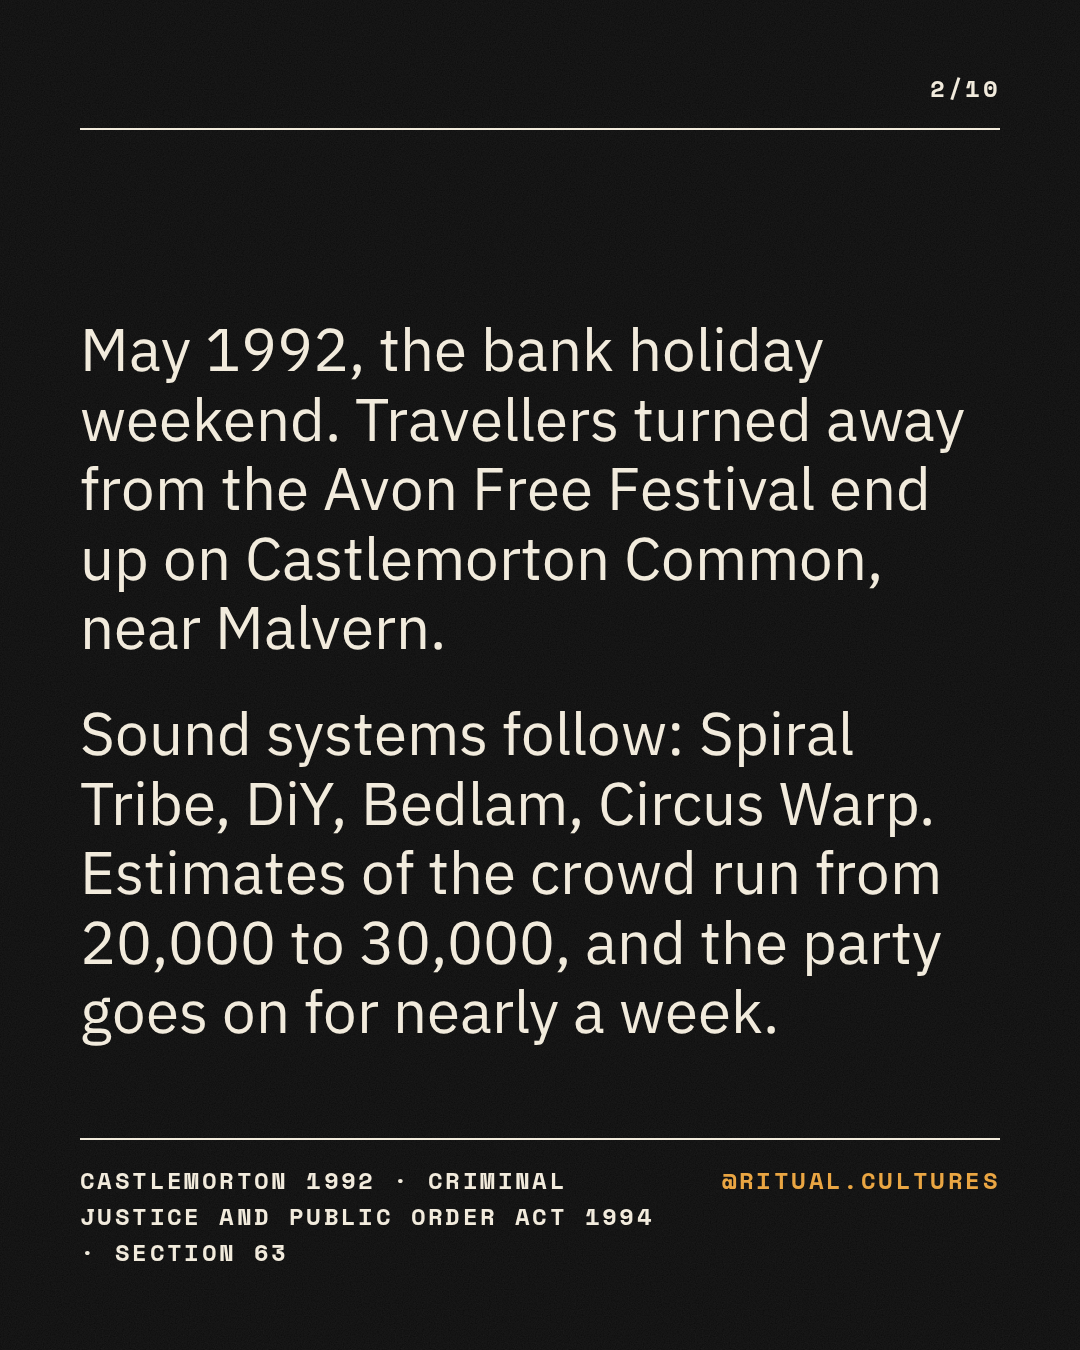 2/10
May 1992, the bank holiday
weekend. Travellers turned away
from the Avon Free Festival end
up on Castlemorton Common,
near Malvern.
Sound systems follow: Spiral
Tribe, DiY, Bedlam, Circus Warp.
Estimates of the crowd run from
20,000 to 30,000, and the party
goes on for nearly a week.
CASTLEMORTON 1992 · CRIMINAL
JUSTICE AND PUBLIC ORDER ACT 1994
· SECTION 63
@RITUAL.CULTURES